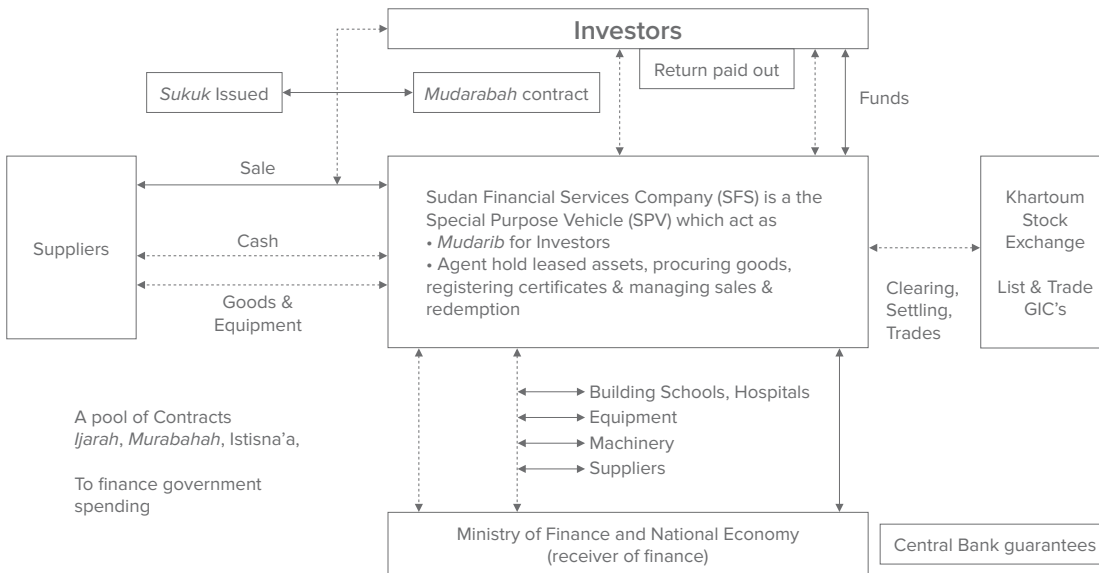 Investors
Return paid out
Sukuk Issued
Mudarabah contract
Funds
Sale
Suppliers
Cash
Goods &
Equipment
Sudan Financial Services Company (SFS) is a the
Special Purpose Vehicle (SPV) which act as
• Mudarib for Investors
• Agent hold leased assets, procuring goods,
registering certificates & managing sales &
redemption
Clearing,
Settling,
Trades
Khartoum
Stock
Exchange
List & Trade
GIC's
A pool of Contracts
Ijarah, Murabahah, Istisna'a,
To finance government
spending
Building Schools, Hospitals
Equipment
Machinery
Suppliers
Ministry of Finance and National Economy
(receiver of finance)
Central Bank guarantees